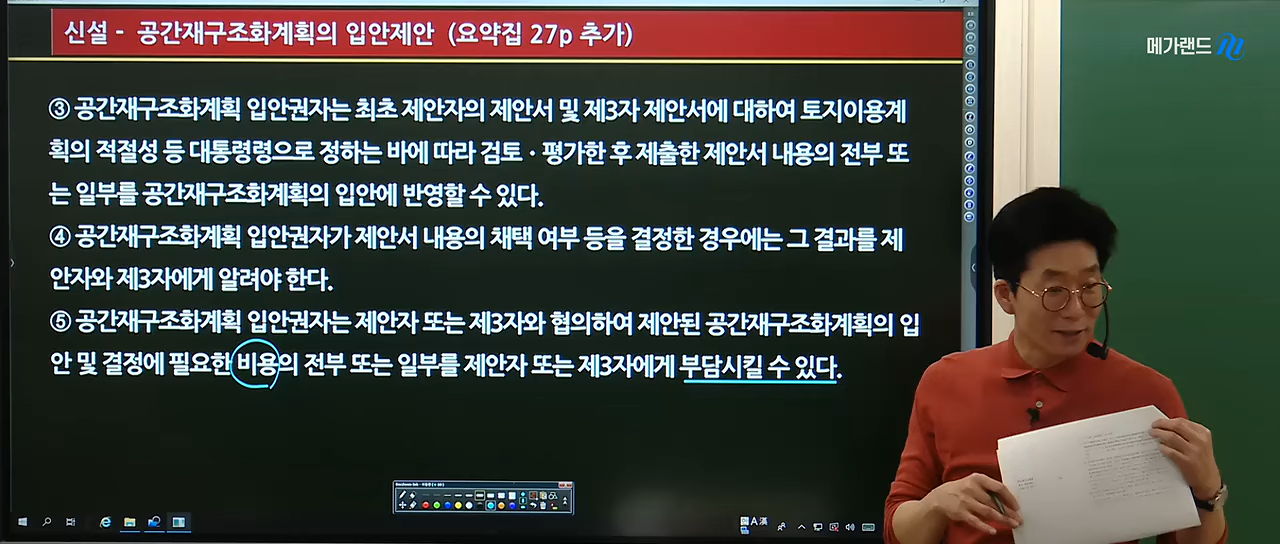 신설 - 공간재구조화계획의 입안제안 (요약집 27p 추가)
메가랜드
③ 공간재구조화계획 입안권자는 최초 제안자의 제안서 및 제3자 제안서에 대하여 토지이용계
획의 적절성 등 대통령령으로 정하는 바에 따라 검토·평가한 후 제출한 제안서 내용의 전부 또
는 일부를 공간재구조화계획의 입안에 반영할 수 있다.
④ 공간재구조화계획 입안권자가 제안서 내용의 채택 여부 등을 결정한 경우에는 그 결과를 제
안자와 제3자에게 알려야 한다.
⑤ 공간재구조화계획 입안권자는 제안자 또는 제3자와 협의하여 제안된 공간재구조화계획의 입
안 및 결정에 필요한 비용의 전부 또는 일부를 제안자 또는 제3자에게 부담시킬 수 있다.